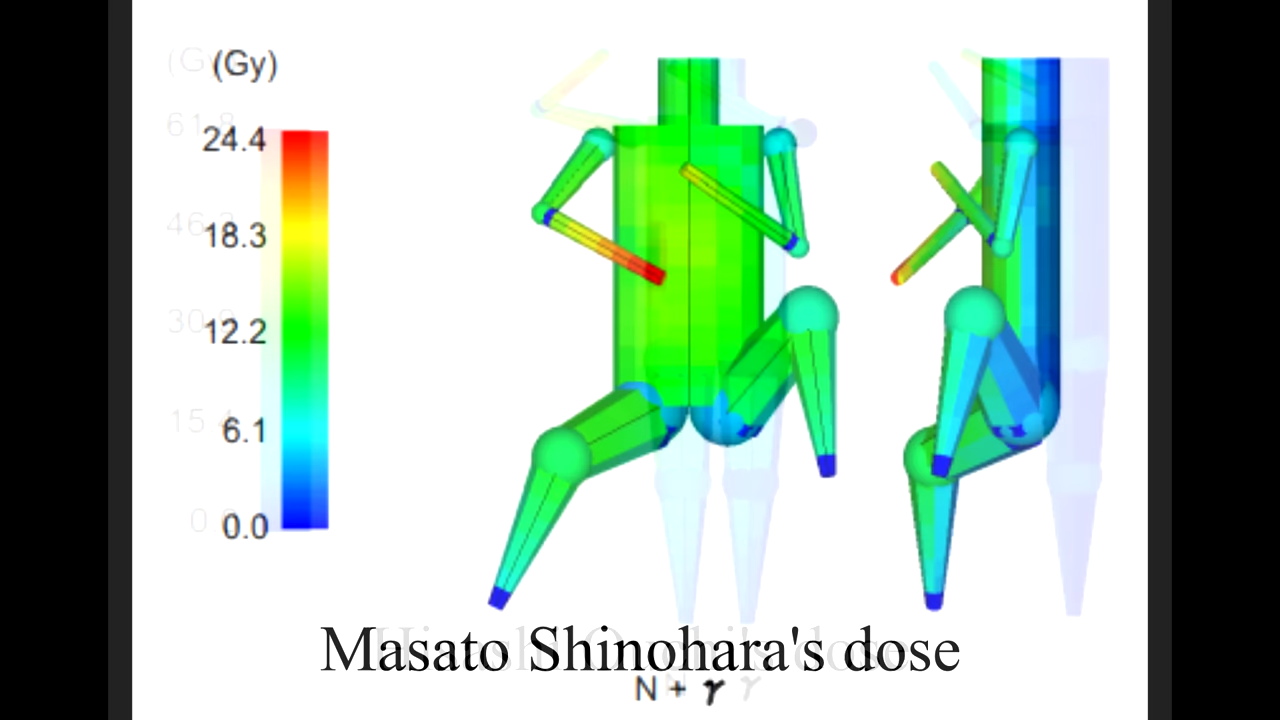 (Gy)
24.4
18.3
12.2
6.1
0.0
Masato Shinohara's dose
N + γ